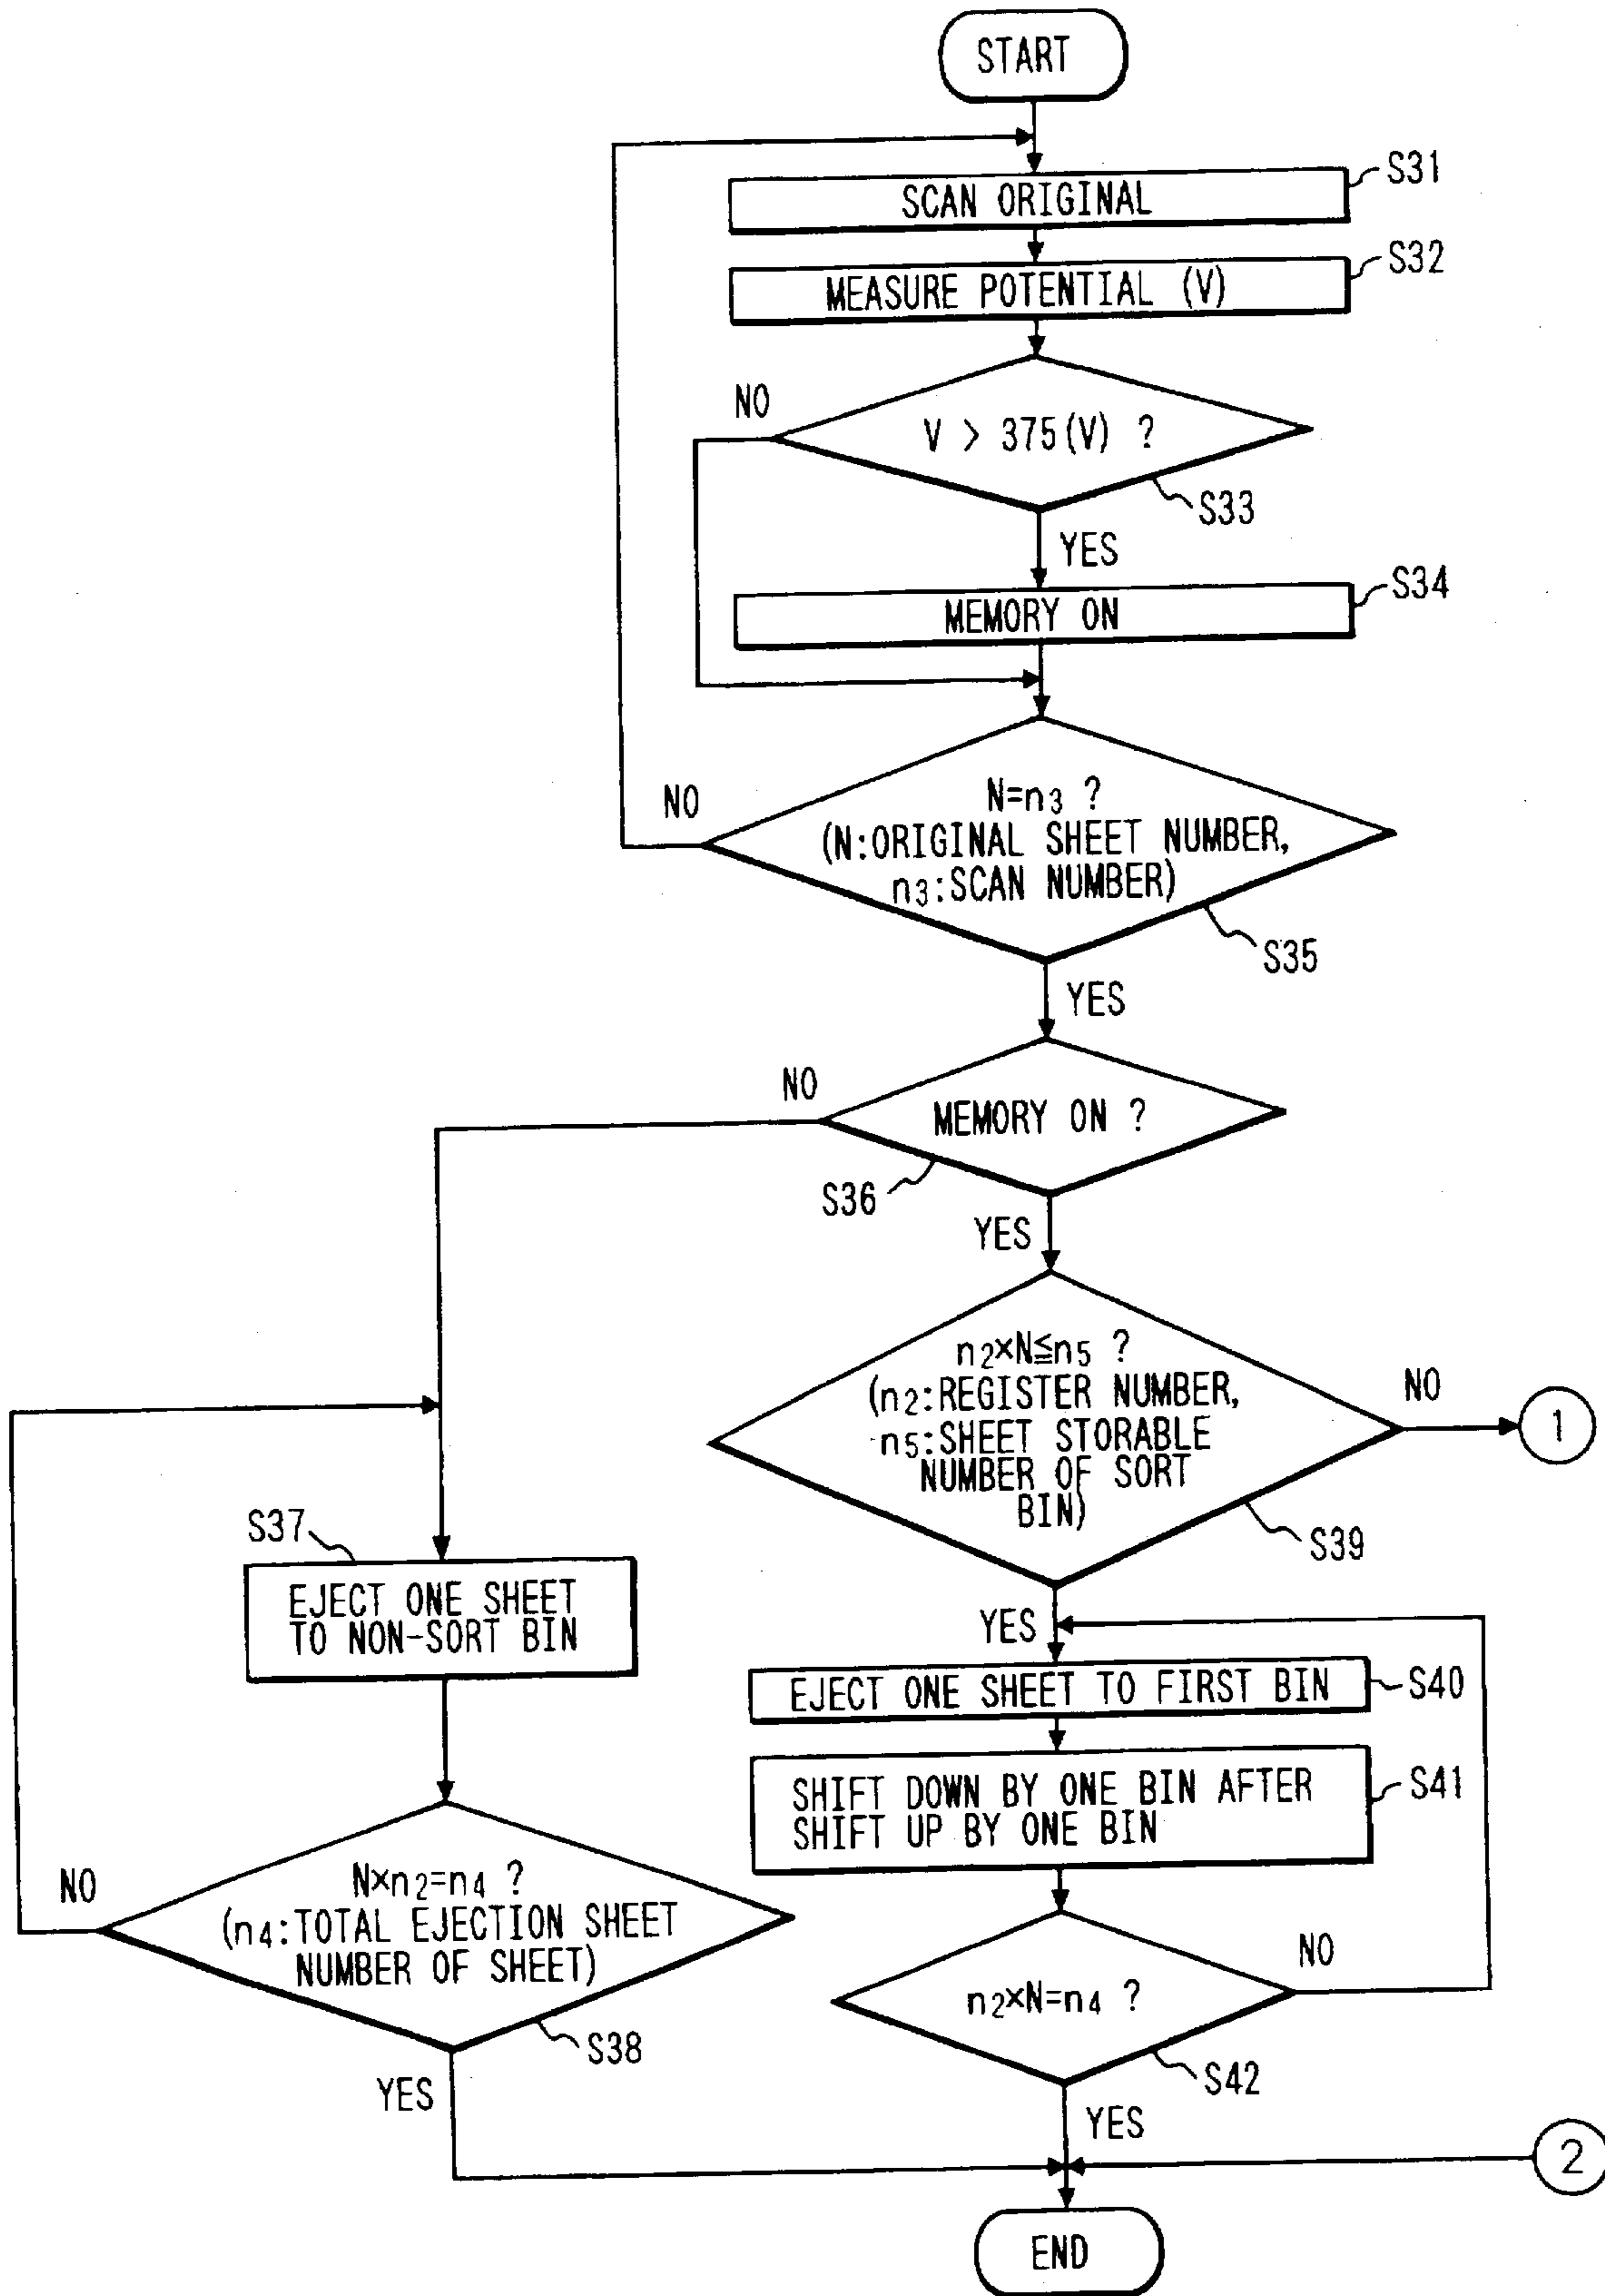 START
SCAN ORIGINAL
S31
MEASURE POTENTIAL (V)
S32
V > 375(V) ?
NO
S33
YES
MEMORY ON
S34
N=n3 ?
(N:ORIGINAL SHEET NUMBER,
n3:SCAN NUMBER)
NO
S35
YES
MEMORY ON ?
NO
S36
YES
n2×N≦n5 ?
(n2:REGISTER NUMBER,
n5:SHEET STORABLE
NUMBER OF SORT
BIN)
NO
1
S39
YES
S37
EJECT ONE SHEET
TO NON-SORT BIN
EJECT ONE SHEET TO FIRST BIN
S40
SHIFT DOWN BY ONE BIN AFTER
SHIFT UP BY ONE BIN
S41
N×n2=n4 ?
(n4:TOTAL EJECTION SHEET
NUMBER OF SHEET)
NO
S38
YES
n2×N=n4 ?
NO
S42
YES
2
END